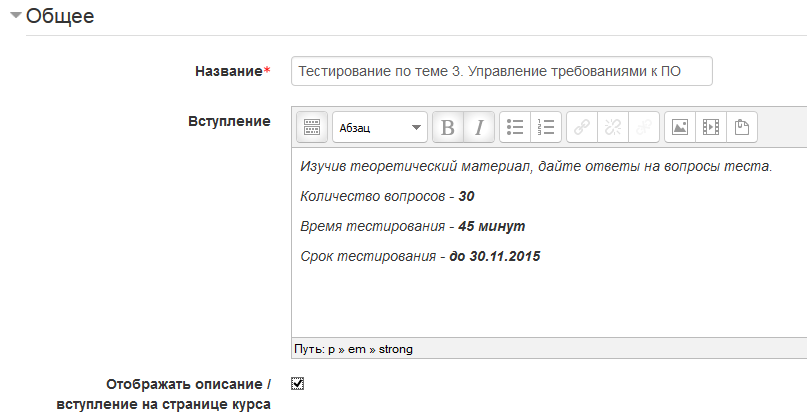 Общее
Название*
Тестирование по теме 3. Управление требованиями к ПО
Вступление
Абзац
B I
Изучив теоретический материал, дайте ответы на вопросы теста.
Количество вопросов - 30
Время тестирования - 45 минут
Срок тестирования - до 30.11.2015
Путь: p » em » strong
Отображать описание /
вступление на странице курса